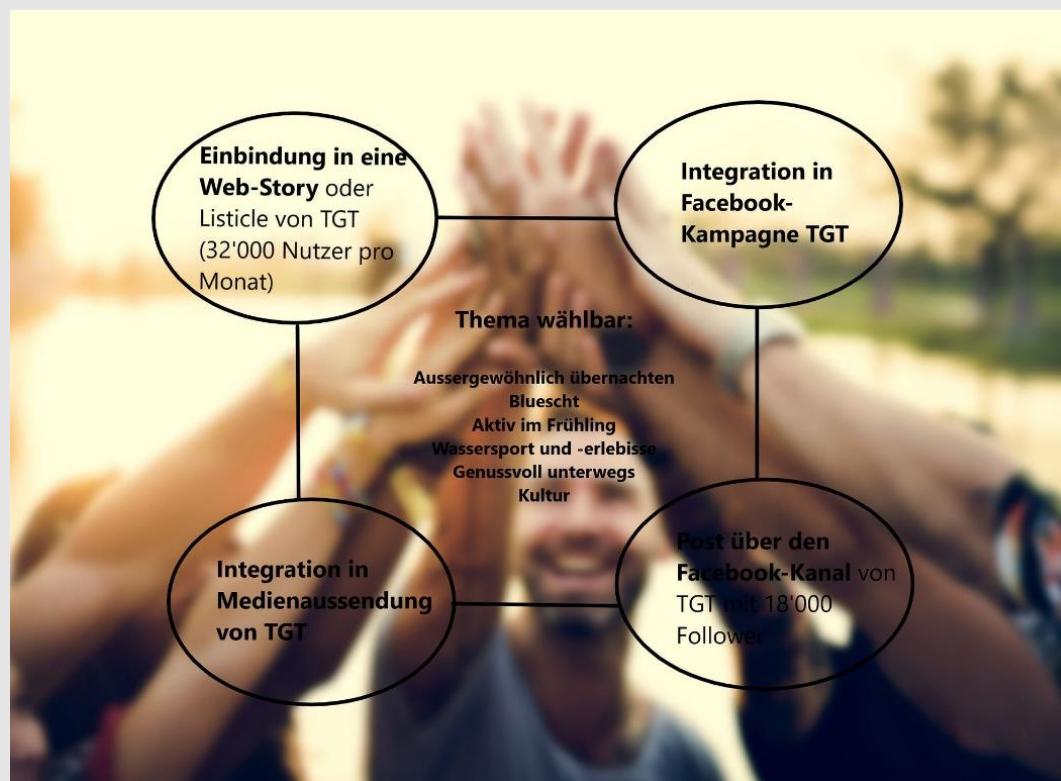 Einbindung in eine
Web-Story oder
Listicle von TGT
(32'000 Nutzer pro
Monat)
Integration in
Facebook-
Kampagne TGT
Thema wählbar:
Aussergewöhnlich übernachten
Bluescht
Aktiv im Frühling
Wassersport und -erlebisse
Genussvoll unterwegs
Kultur
Integration in
Medienaussendung
von TGT
Post über den
Facebook-Kanal von
TGT mit 18'000
Follower